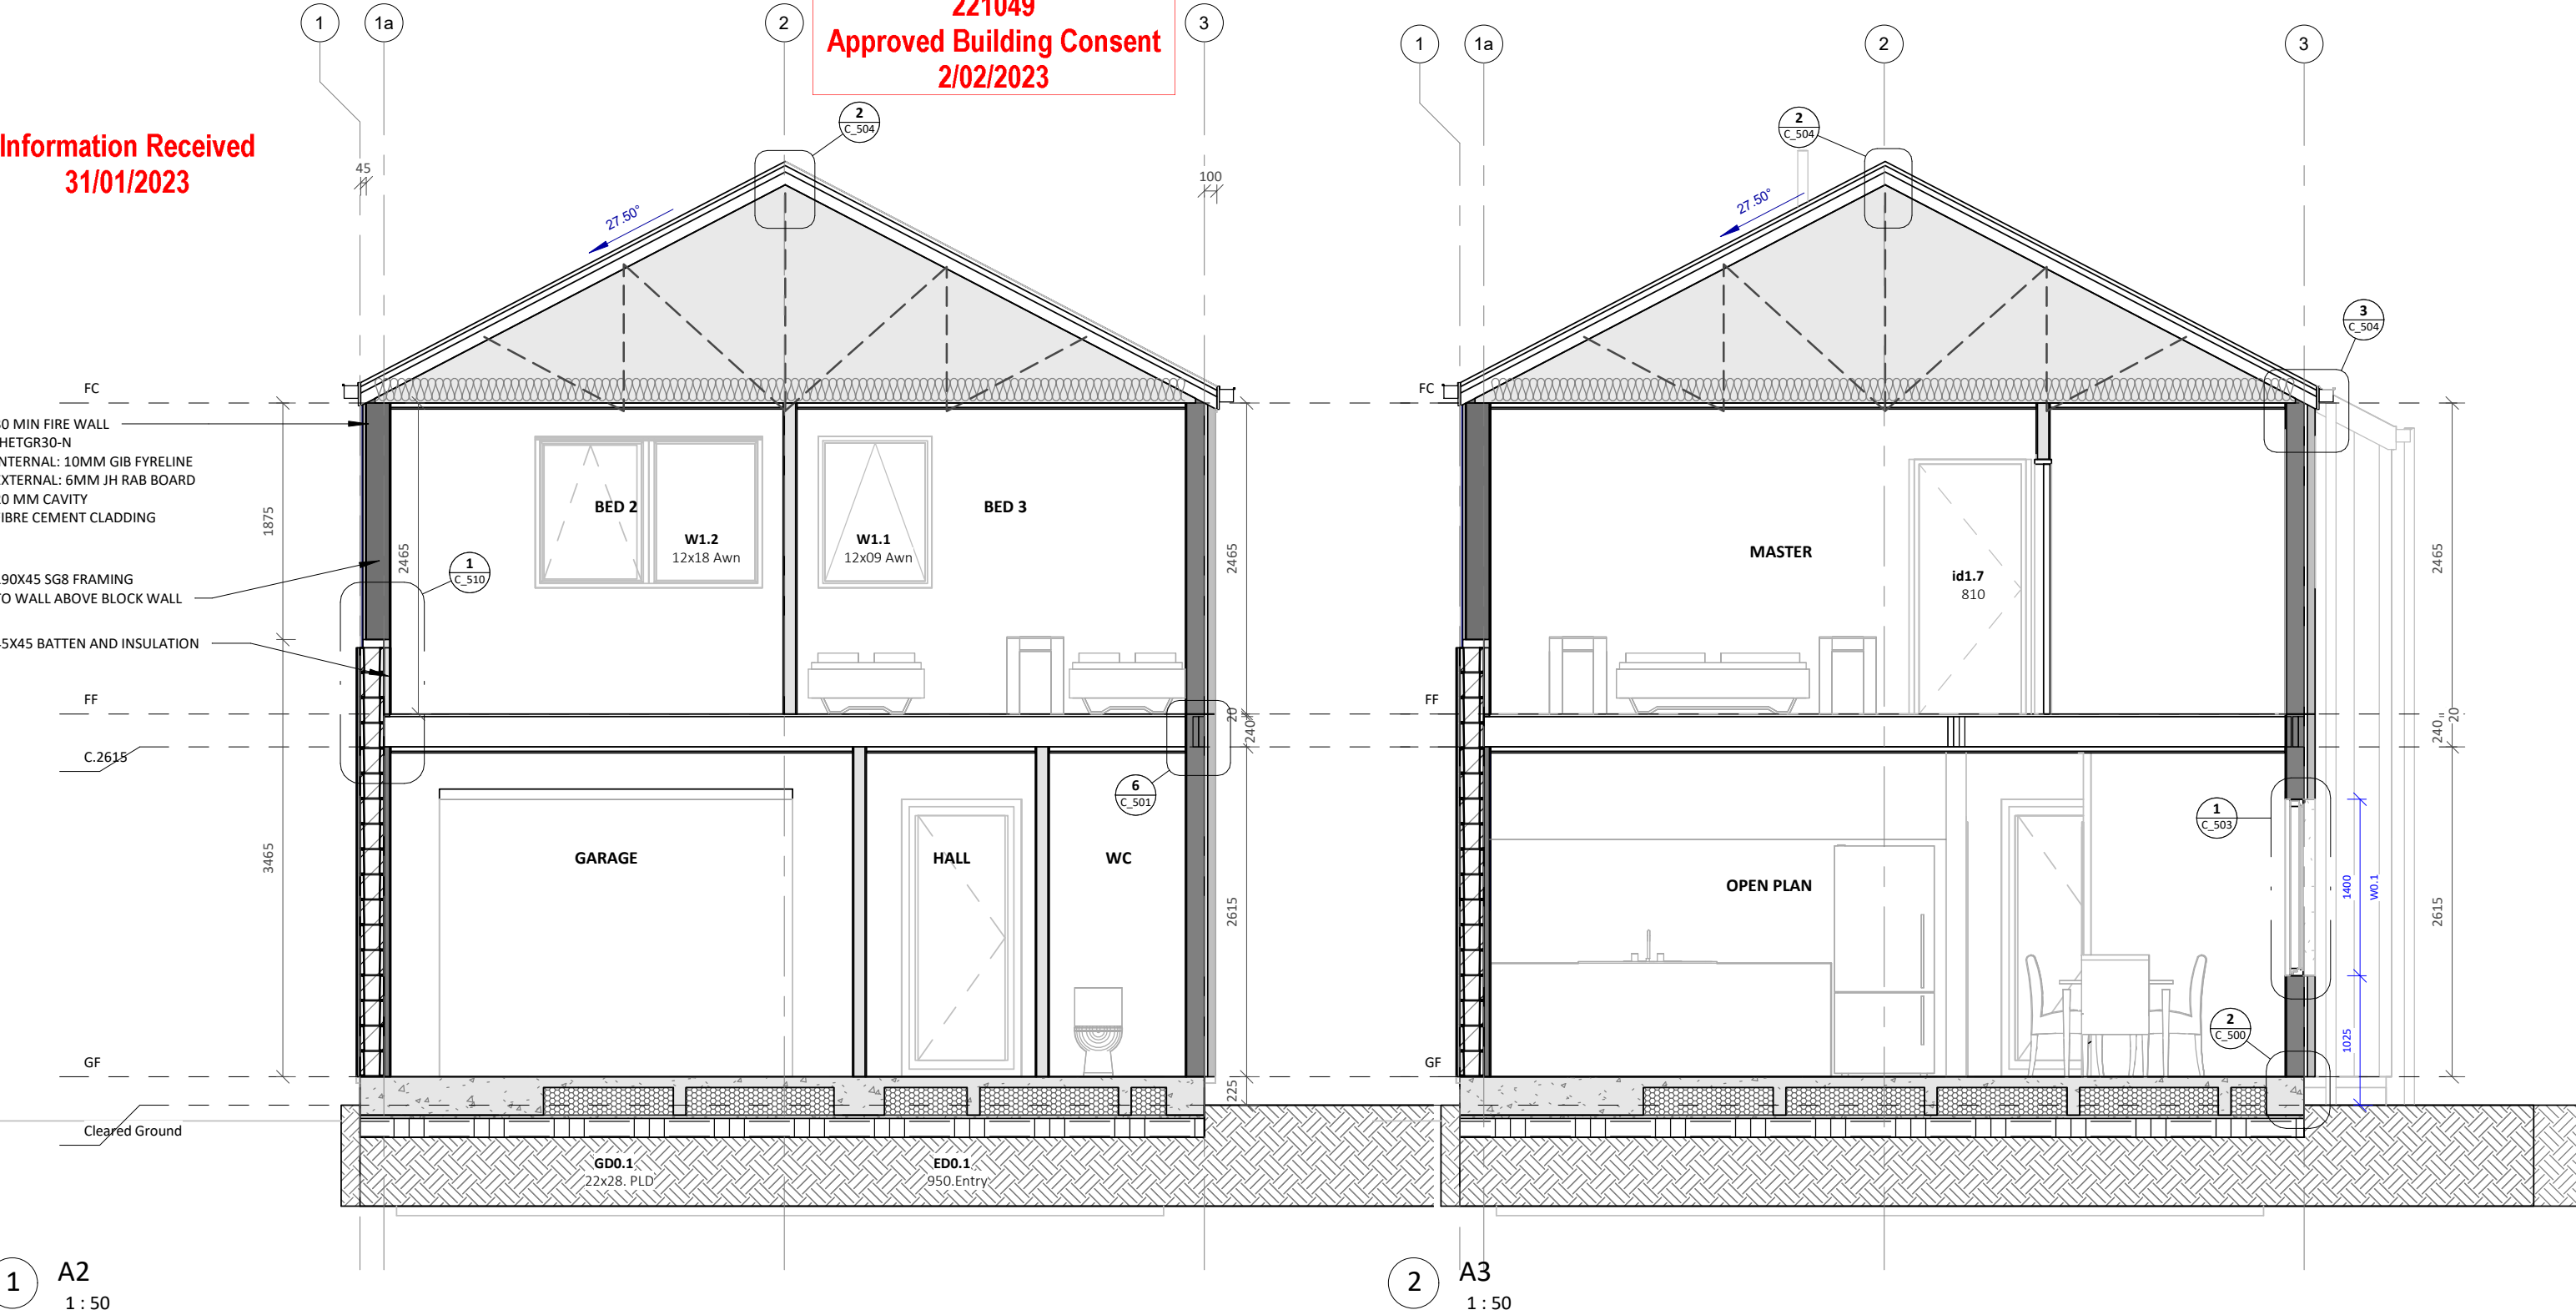 1
1a
2
221049
Approved Building Consent
2/02/2023
3
1
1a
2
3
Information Received
31/01/2023
45
2
C_504
100
27.50°
2
C_504
27.50°
3
C_504
FC
FC
0 MIN FIRE WALL
HETGR30-N
NTERNAL: 10MM GIB FYRELINE
EXTERNAL: 6MM JH RAB BOARD
20 MM CAVITY
IBRE CEMENT CLADDING
90X45 SG8 FRAMING
TO WALL ABOVE BLOCK WALL
45X45 BATTEN AND INSULATION
1875
2465
1
C_510
BED 2
W1.2
12x18 Awn
W1.1
12x09 Awn
BED 3
2465
MASTER
id1.7
810
2465
FF
FF
20
240
20
240
C.2615
6
C_501
1
C_503
3465
GARAGE
HALL
WC
2615
OPEN PLAN
1400
W0.1
2615
2
C_500
1025
GF
GF
225
Cleared Ground
GD0.1
22x28. PLD
ED0.1
950.Entry
1
A2
1 : 50
2
A3
1 : 50